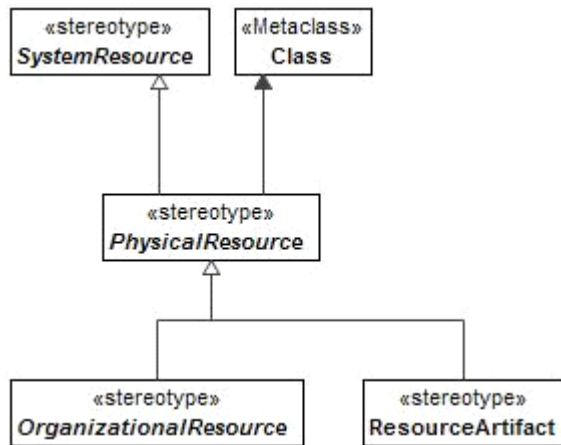 «stereotype»
SystemResource
«Metaclass»
Class
«stereotype»
PhysicalResource
«stereotype»
OrganizationalResource
«stereotype»
ResourceArtifact